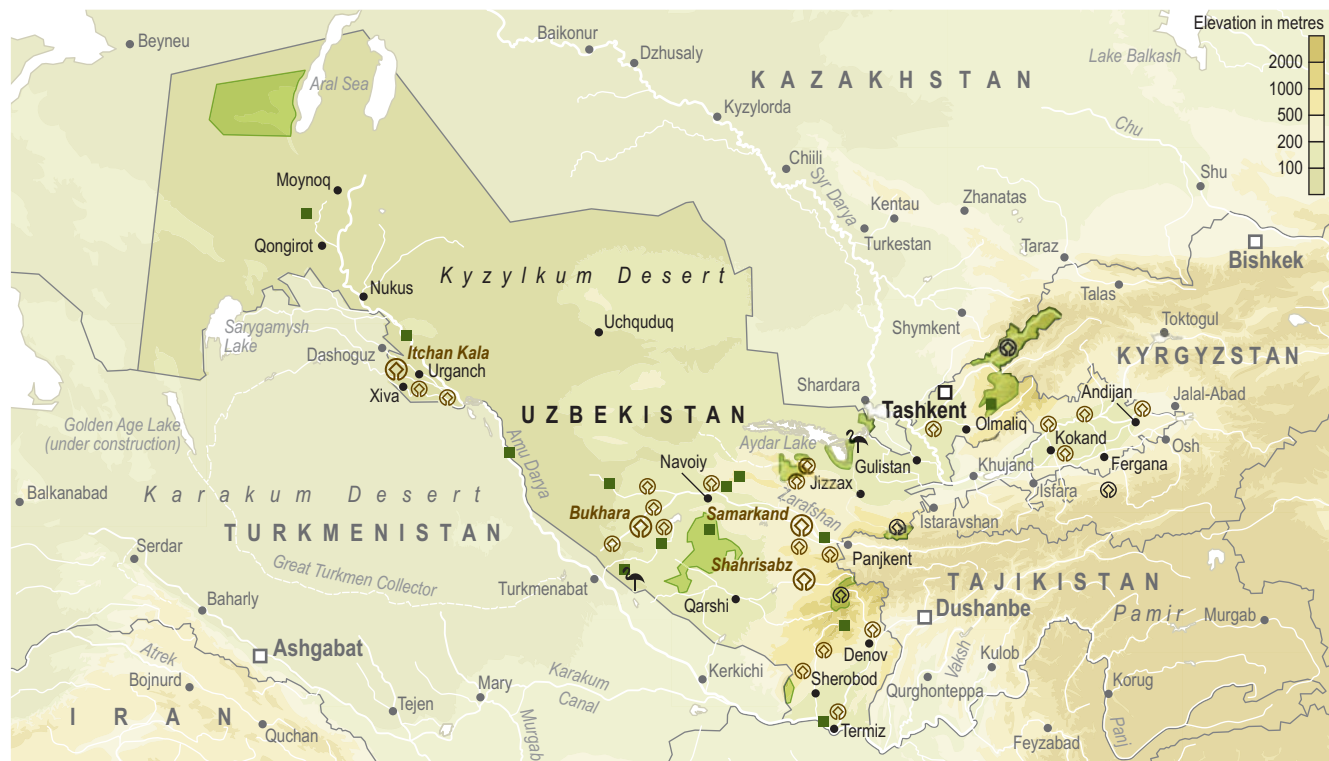 Elevation in metres
2000
1000
500
200
100
Beyneu
Baikonur
Dzhusaly
Aral Sea
KAZAKHSTAN
Lake Balkash
Kyzylorda
Chu
Chiili
Syr Darya
Shu
Moynoq
Kentau
Zhanatas
Turkestan
Qongirot
Taraz
Bishkek
Kyzylkum Desert
Nukus
Talas
Sarygamysh
Lake
Uchquduq
Shymkent
Toktogul
Dashoguz
Itchan Kala
KYRGYZSTAN
Urganch
Xiva
Shardara
Tashkent
Andijan
Jalal-Abad
UZBEKISTAN
Golden Age Lake
(under construction)
Amu Darya
Aydar Lake
Olmaliq
Kokand
Osh
Navoiy
Gulistan
Fergana
Khujand
Jizzax
Isfara
Balkanabad
Karakum Desert
Zarafshan
Bukhara
Samarkand
Istaravshan
TURKMENISTAN
Panjkent
Serdar
Great Turkmen Collector
Shahrisabz
TAJIKISTAN
Turkmenabat
Qarshi
Dushanbe
Pamir
Murgab
Baharly
Ashgabat
Denov
Vaksh
Kulob
Atrek
Bojnurd
Karakum
Canal
Kerkichi
Sherobod
Qurghonteppa
Korug
Mary
IRAN
Tejen
Murgab
Quchan
Termiz
Feyzabad
Panj